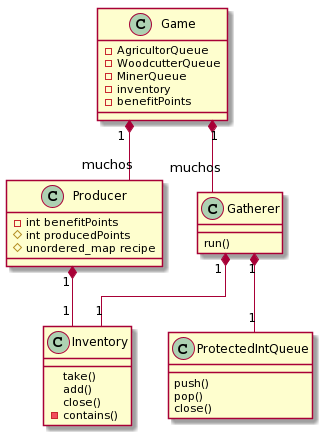 C Game
AgricultorQueue
WoodcutterQueue
MinerQueue
inventory
benefitPoints
1
1
muchos
muchos
C Producer
int benefitPoints
int producedPoints
unordered_map recipe
C Gatherer
run()
1
1
1
1
1
1
C Inventory
take()
add()
close()
contains()
C ProtectedIntQueue
push()
pop()
close()